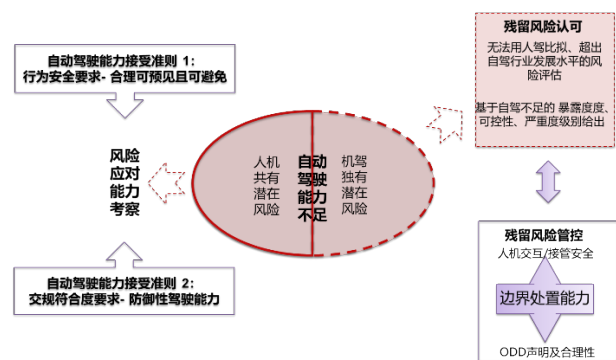 自动驾驶能力接受准则 1：
行为安全要求- 合理可预见且可避免
风险
应对
能力
考察
自动驾驶能力接受准则 2：
交规符合度要求- 防御性驾驶能力
人机
共有
潜在
风险
自动
驾驶
能力
不足
机驾
独有
潜在
风险
残留风险认可
无法用人驾比拟、超出
自驾行业发展水平的风
险评估
基于自驾不足的 暴露度度、
可控性、严重度级别给出
残留风险管控
人机交互/接管安全
边界处置能力
ODD声明及合理性